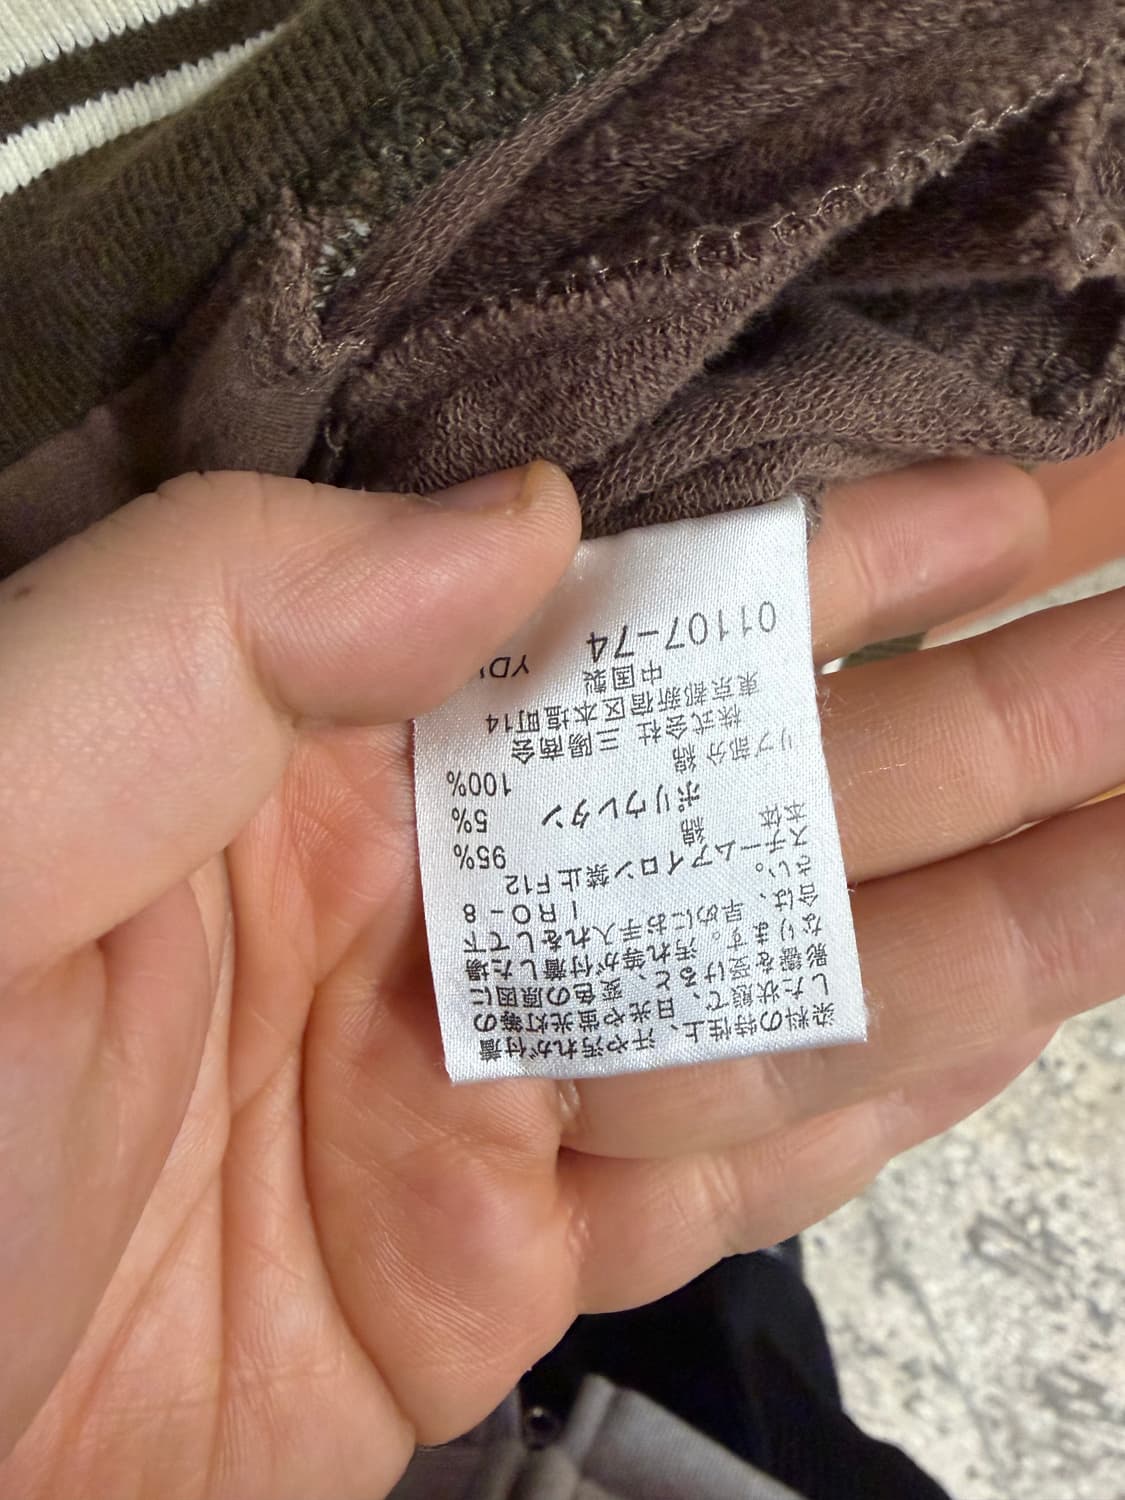 染料の特性上、汗や汚れが付着
した状態で、日光や蛍光灯等の
影響を受けると、変色の原因に
なります。汚れ等が付着した場
合は、早めにお手入れをして下
さい。 IRO-8
スチームアイロン禁止F12
本体 綿 95%
ポリウレタン 5%
リブ部分 綿 100%
株式会社 三陽商会
東京都新宿区本塩町14
中国製 YD
01107-74